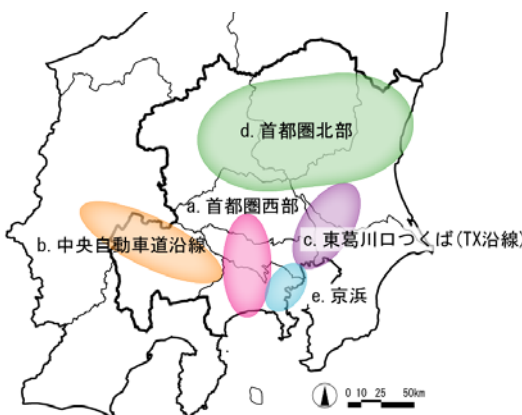 d. 首都圏北部
a. 首都圏西部
b. 中央自動車道沿線
c. 東葛川口つくば(TX沿線)
e. 京浜
0 10 25 50km